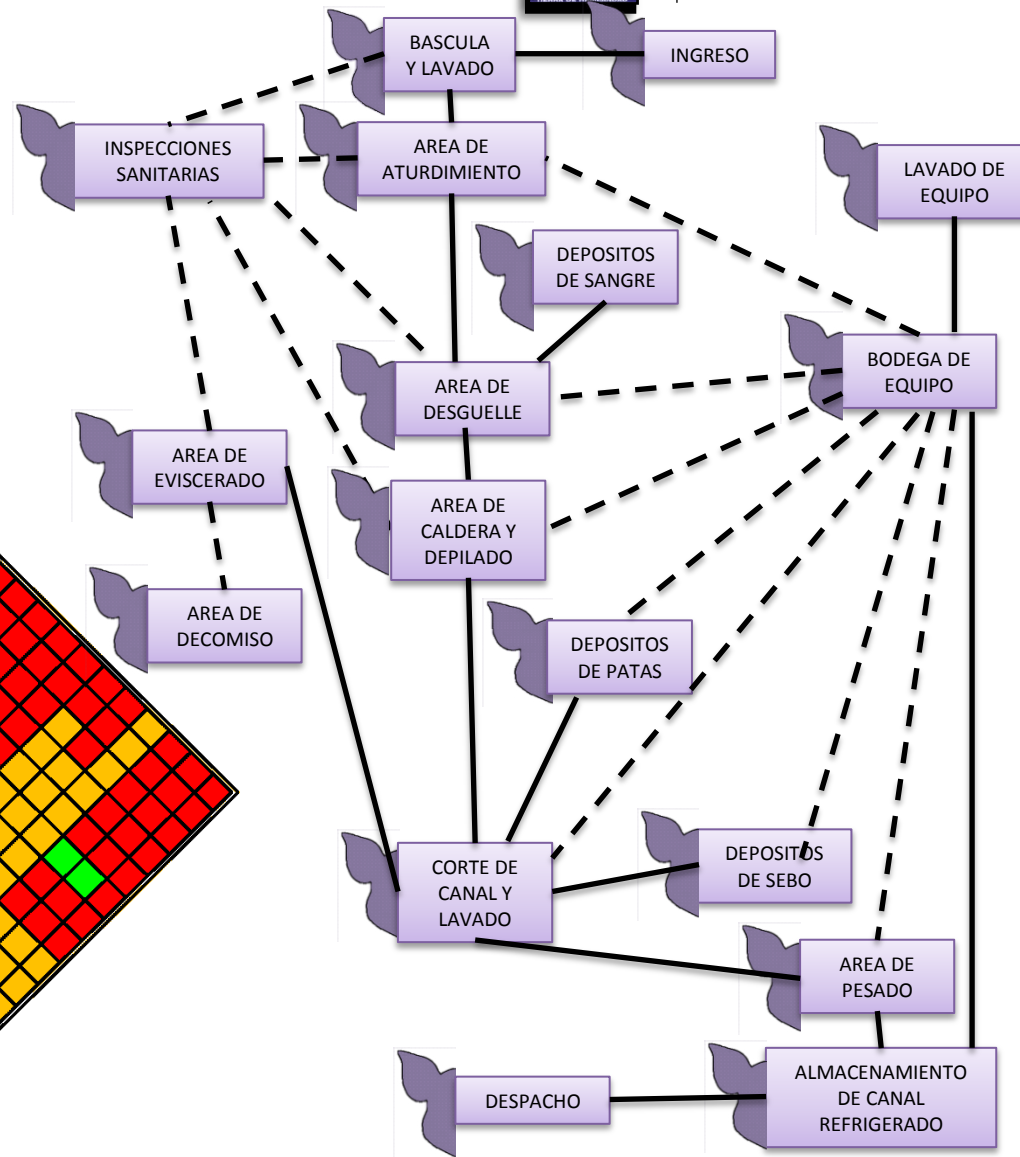 BASCULA
Y LAVADO
INGRESO
INSPECCIONES
SANITARIAS
AREA DE
ATURDIMIENTO
LAVADO DE
EQUIPO
DEPOSITOS
DE SANGRE
BODEGA DE
EQUIPO
AREA DE
DESGUELLE
AREA DE
EVISCERADO
AREA DE
CALDERA Y
DEPILADO
AREA DE
DECOMISO
DEPOSITOS
DE PATAS
CORTE DE
CANAL Y
LAVADO
DEPOSITOS
DE SEBO
AREA DE
PESADO
ALMACENAMIENTO
DE CANAL
REFRIGERADO
DESPACHO